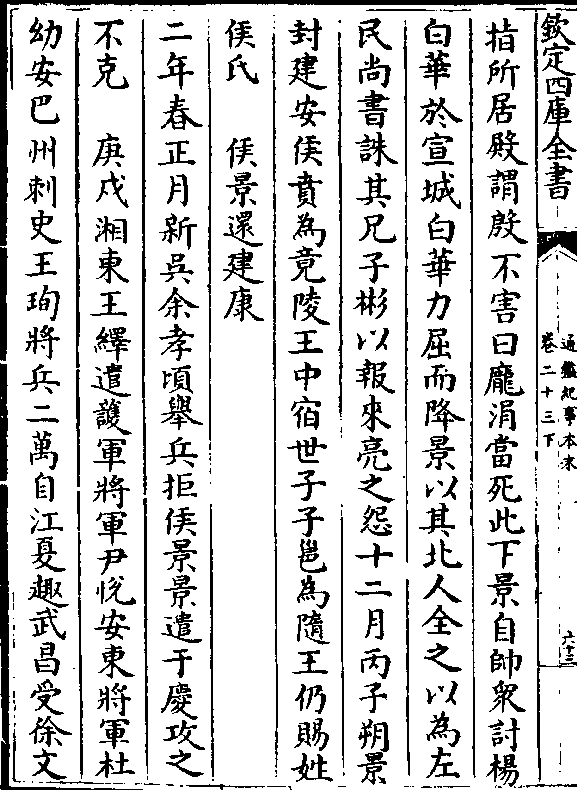 欽定四庫全書
通鑑紀事本末
卷二十三下
六十三
指所居殿謂殷不害曰龐涓當死此下景自帥衆討楊
白華於宣城白華力屈而降景以其北人全之以為左
民尚書誅其兄子彬以報來亮之怨十二月丙子朔景
封建安侯賁為竟陵王中宿世子子邕為隨王仍賜姓
侯氏　侯景還建康
二年春正月新吳余孝頃舉兵拒侯景景遣于慶攻之
不克　庚戌湘東王繹遣護軍將軍尹悅安東將軍杜
幼安巴州刺史王珣將兵二萬自江夏趣武昌受徐文